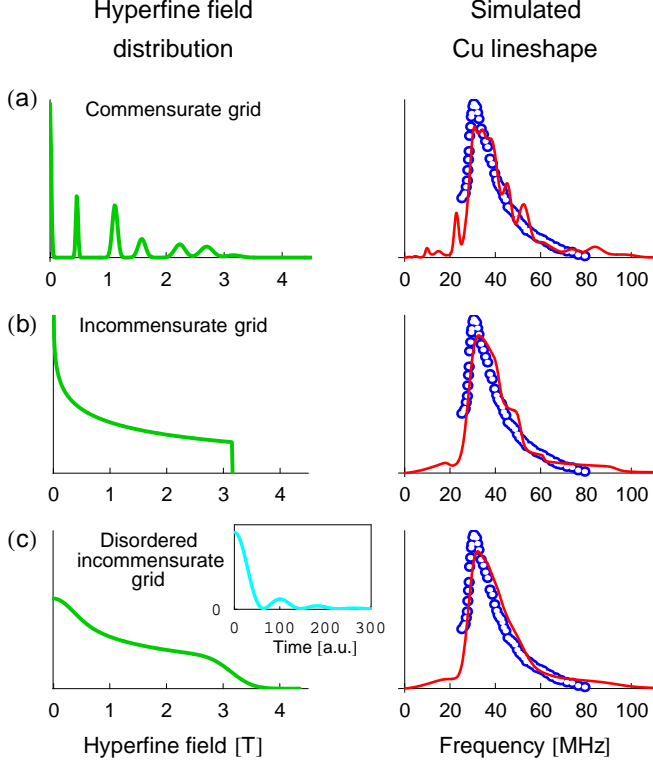 Hyperfine field
distribution
Simulated
Cu lineshape
(a)
Commensurate grid
0 1 2 3 4
0 20 40 60 80 100
(b)
Incommensurate grid
0 1 2 3 4
0 20 40 60 80 100
(c)
Disordered
incommensurate
grid
0
0 100 200 300
Time [a.u.]
0 1 2 3 4
0 20 40 60 80 100
Hyperfine field [T]
Frequency [MHz]